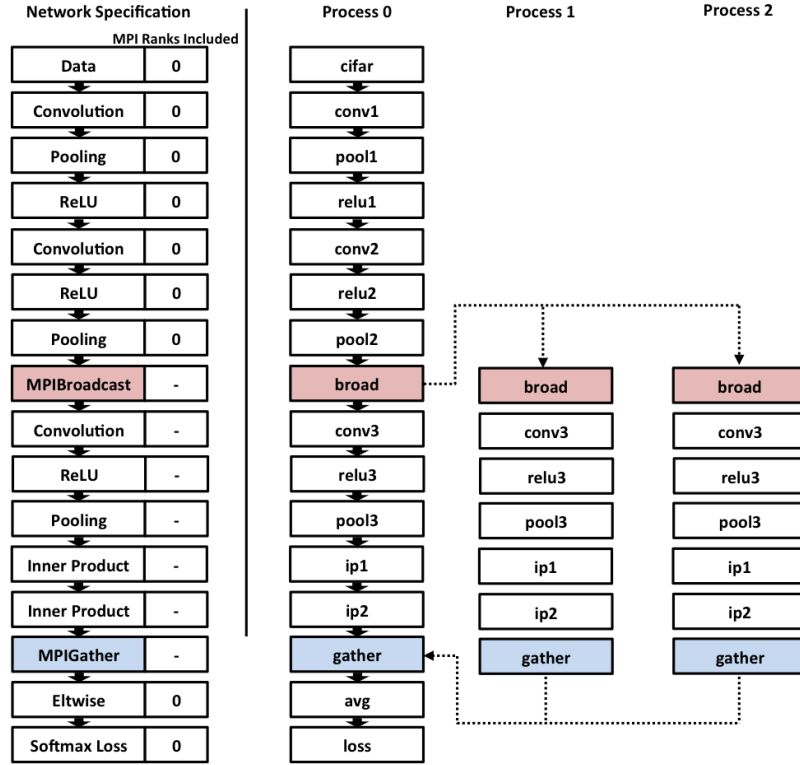 Network Specification
MPI Ranks Included
Data 0
Convolution 0
Pooling 0
ReLU 0
Convolution 0
ReLU 0
Pooling 0
MPIBroadcast -
Convolution -
ReLU -
Pooling -
Inner Product -
Inner Product -
MPIGather -
Eltwise 0
Softmax Loss 0
Process 0
cifar
conv1
pool1
relu1
conv2
relu2
pool2
broad
conv3
relu3
pool3
ip1
ip2
gather
avg
loss
Process 1
broad
conv3
relu3
pool3
ip1
ip2
gather
Process 2
broad
conv3
relu3
pool3
ip1
ip2
gather